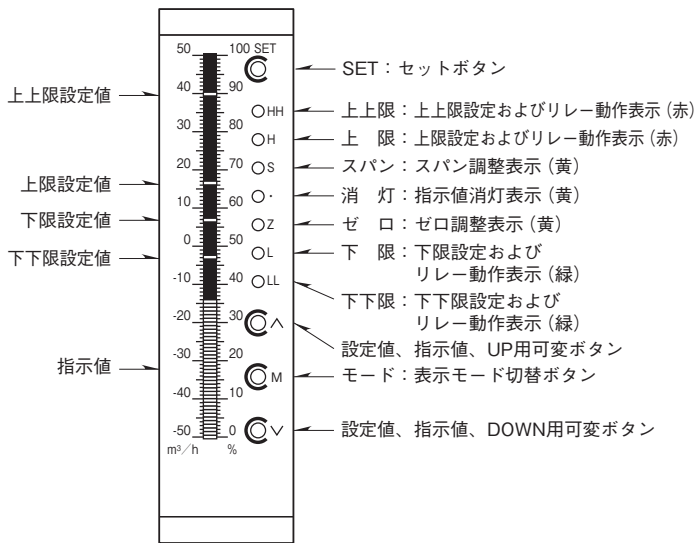 上上限設定値
上限設定値
下限設定値
下下限設定値
指示値
50 100 SET
40 90
HH
30 80
H
20 70 S
10 60 ・
Z
0 50
L
-10 40 LL
-20 30
-30 20
M
-40 10
-50 0
m³/h %
SET：セットボタン
上上限：上上限設定およびリレー動作表示（赤）
上　限：上限設定およびリレー動作表示（赤）
スパン：スパン調整表示（黄）
消　灯：指示値消灯表示（黄）
ゼ　ロ：ゼロ調整表示（黄）
下　限：下限設定および
リレー動作表示（緑）
下下限：下下限設定および
リレー動作表示（緑）
設定値、指示値、UP用可変ボタン
モード：表示モード切替ボタン
設定値、指示値、DOWN用可変ボタン